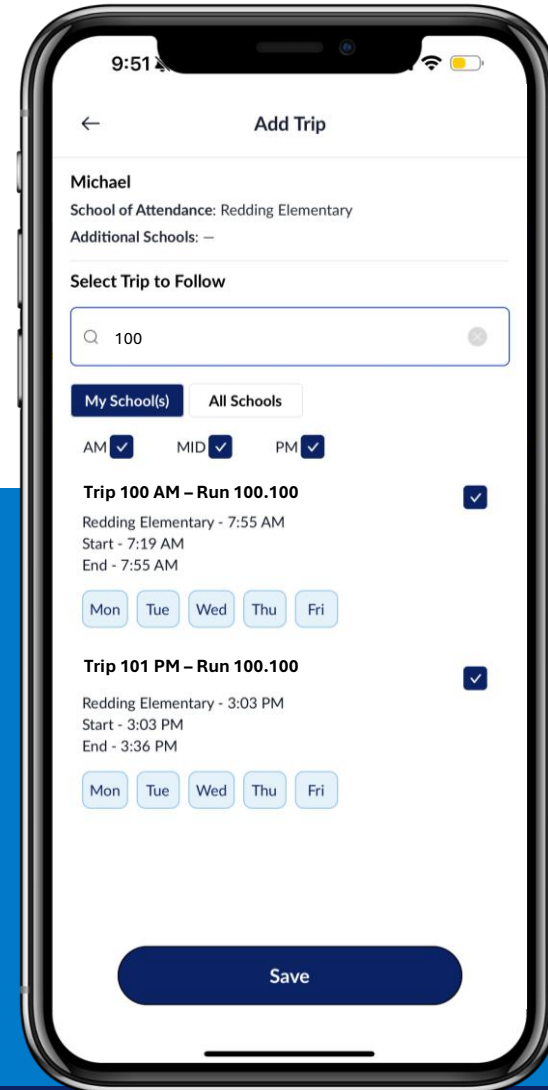 9:51
Add Trip
Michael
School of Attendance: Redding Elementary
Additional Schools: —
Select Trip to Follow
100
My School(s) All Schools
AM MID PM
Trip 100 AM – Run 100.100
Redding Elementary - 7:55 AM
Start - 7:19 AM
End - 7:55 AM
Mon Tue Wed Thu Fri
Trip 101 PM – Run 100.100
Redding Elementary - 3:03 PM
Start - 3:03 PM
End - 3:36 PM
Mon Tue Wed Thu Fri
Save